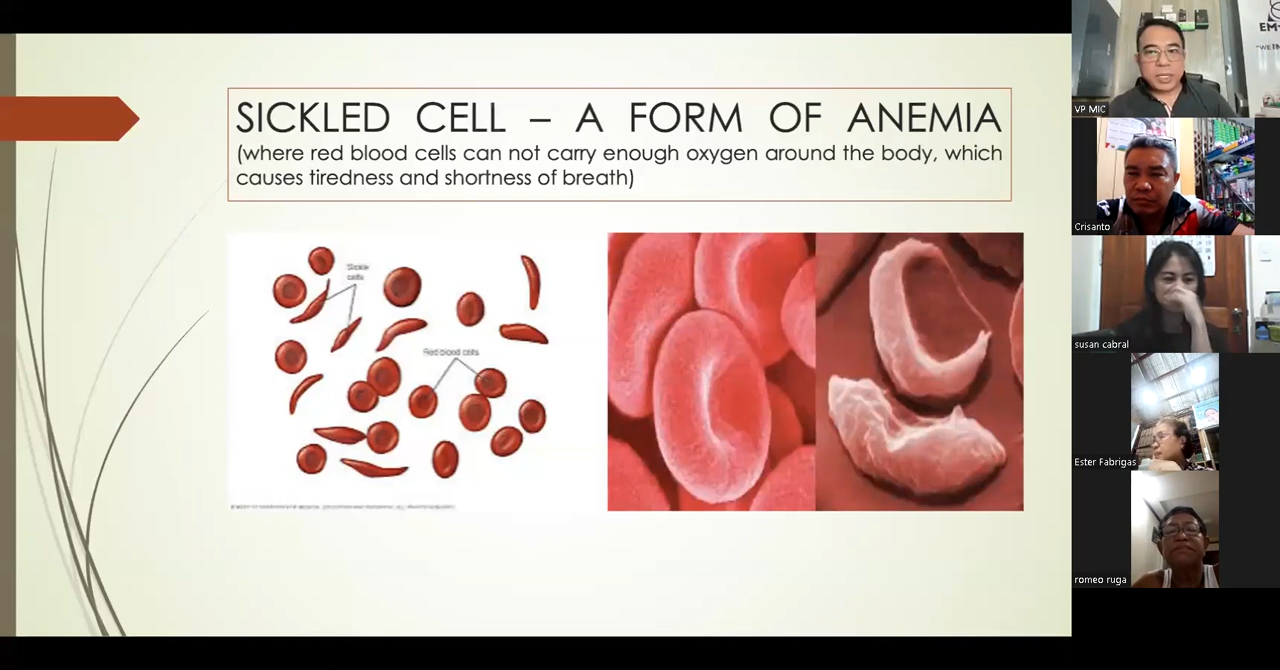 SICKLED CELL – A FORM OF ANEMIA
(where red blood cells can not carry enough oxygen around the body, which
causes tiredness and shortness of breath)
Sickle
cells
Red blood cells
VP MIC
Crisanto
susan cabral
Ester Fabrigas
romeo ruga